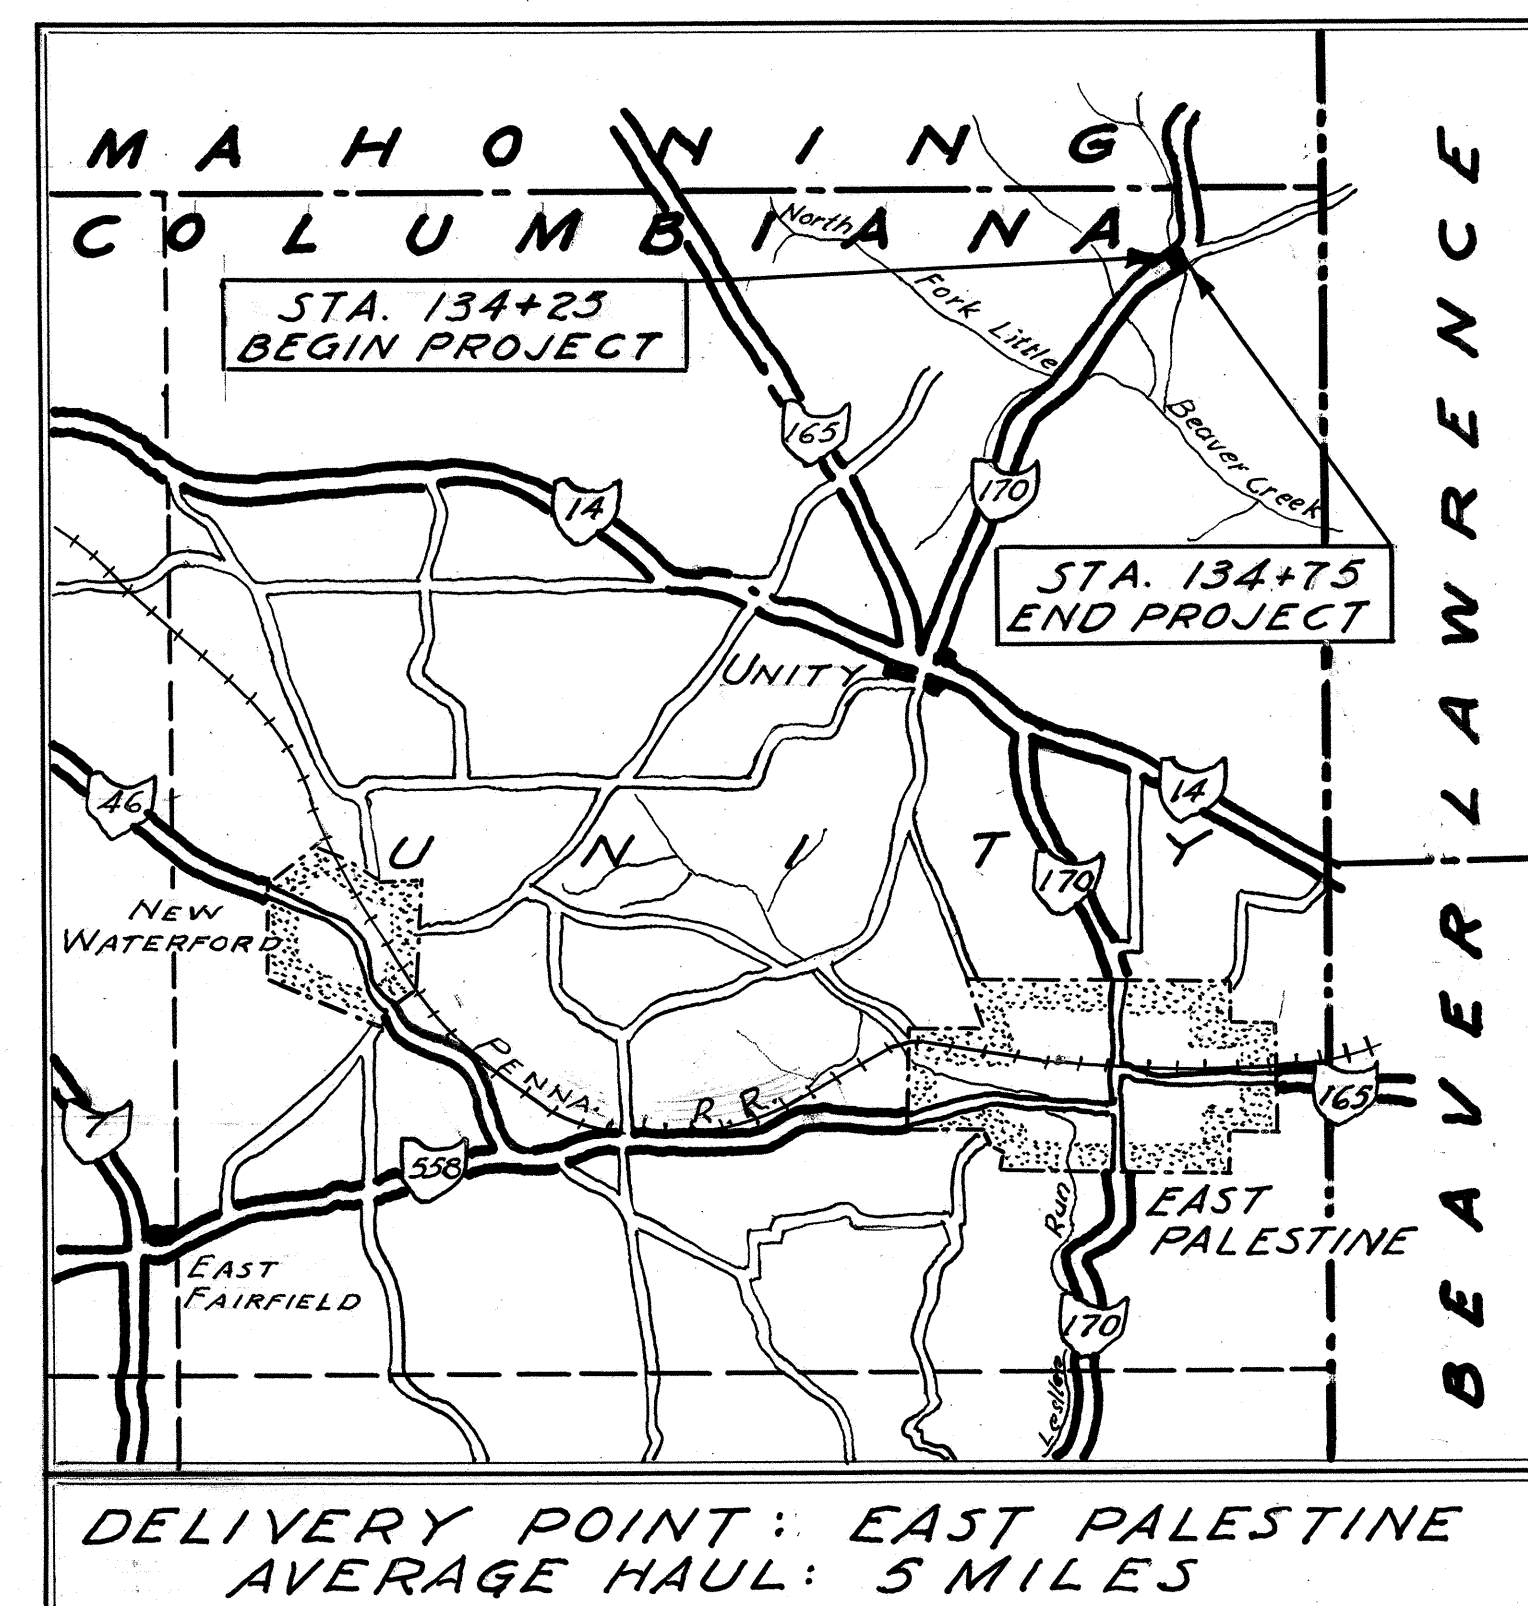 MAHONING
COLUMBIANA
North
Fork Little
Beaver Creek
STA. 134+25
BEGIN PROJECT
165
170
14
STA. 134+75
END PROJECT
UNITY
46
14
UNITY
170
NEW
WATERFORD
PENNA. R. R.
165
7
558
EAST
PALESTINE
Run
EAST
FAIRFIELD
170
Leslee
LAWRENCE
BEAVER
DELIVERY POINT: EAST PALESTINE
AVERAGE HAUL: 5 MILES